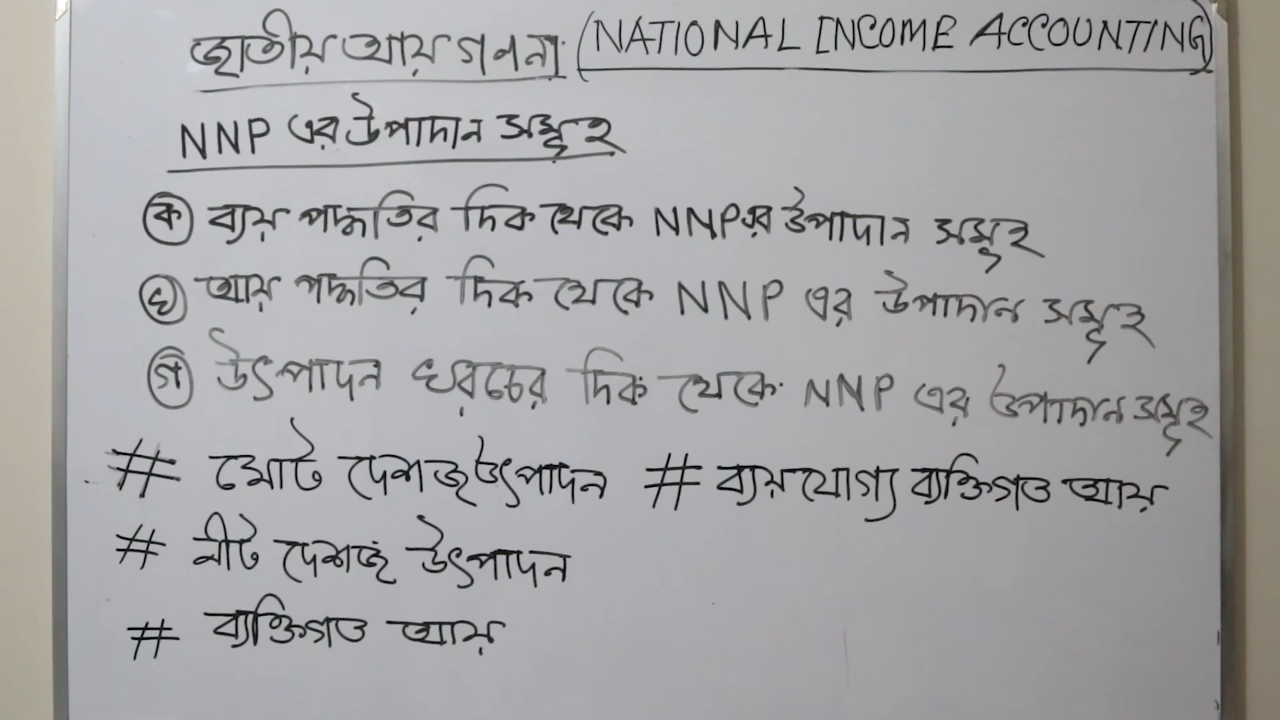 জাতীয় আয় গণনা (NATIONAL INCOME ACCOUNTING)
NNP এর উপাদান সমূহ
ক ব্যয় পদ্ধতির দিক থেকে NNP এর উপাদান সমূহ
খ আয় পদ্ধতির দিক থেকে NNP এর উপাদান সমূহ
গ উৎপাদন খরচের দিক থেকে NNP এর উপাদান সমূহ
# মোট দেশজ উৎপাদন # ব্যয়যোগ্য ব্যক্তিগত আয়
# নীট দেশজ উৎপাদন
# ব্যক্তিগত আয়